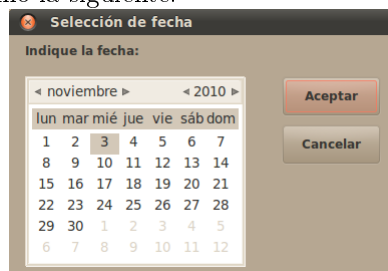 mo la siguiente:
Selección de fecha
Indique la fecha:
noviembre 2010
lun mar mié jue vie sáb dom
1 2 3 4 5 6 7
8 9 10 11 12 13 14
15 16 17 18 19 20 21
22 23 24 25 26 27 28
29 30 1 2 3 4 5
6 7 8 9 10 11 12
Aceptar
Cancelar